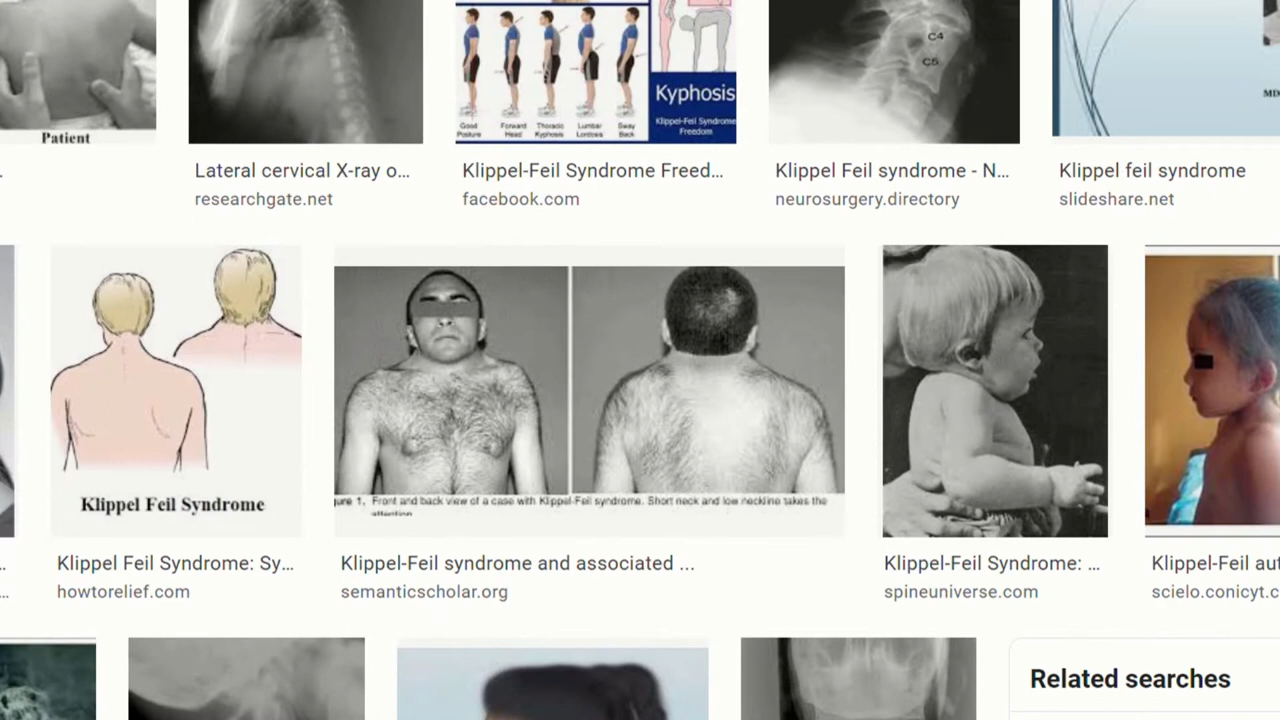 Patient
Good Posture
Forward Head
Thoracic Kyphosis
Lumbar Lordosis
Sway Back
Kyphosis
Klippel-Feil Syndrome
Freedom
C4
C5
Lateral cervical X-ray o...
researchgate.net
Klippel-Feil Syndrome Freed...
facebook.com
Klippel Feil syndrome - N...
neurosurgery.directory
Klippel feil syndrome
slideshare.net
Klippel Feil Syndrome
Front and back view of a case with Klippel-Feil syndrome. Short neck and low neckline takes the
attention
Klippel Feil Syndrome: Sy...
howtorelief.com
Klippel-Feil syndrome and associated ...
semanticscholar.org
Klippel-Feil Syndrome: ...
spineuniverse.com
Klippel-Feil aut
scielo.conicyt.c
Related searches